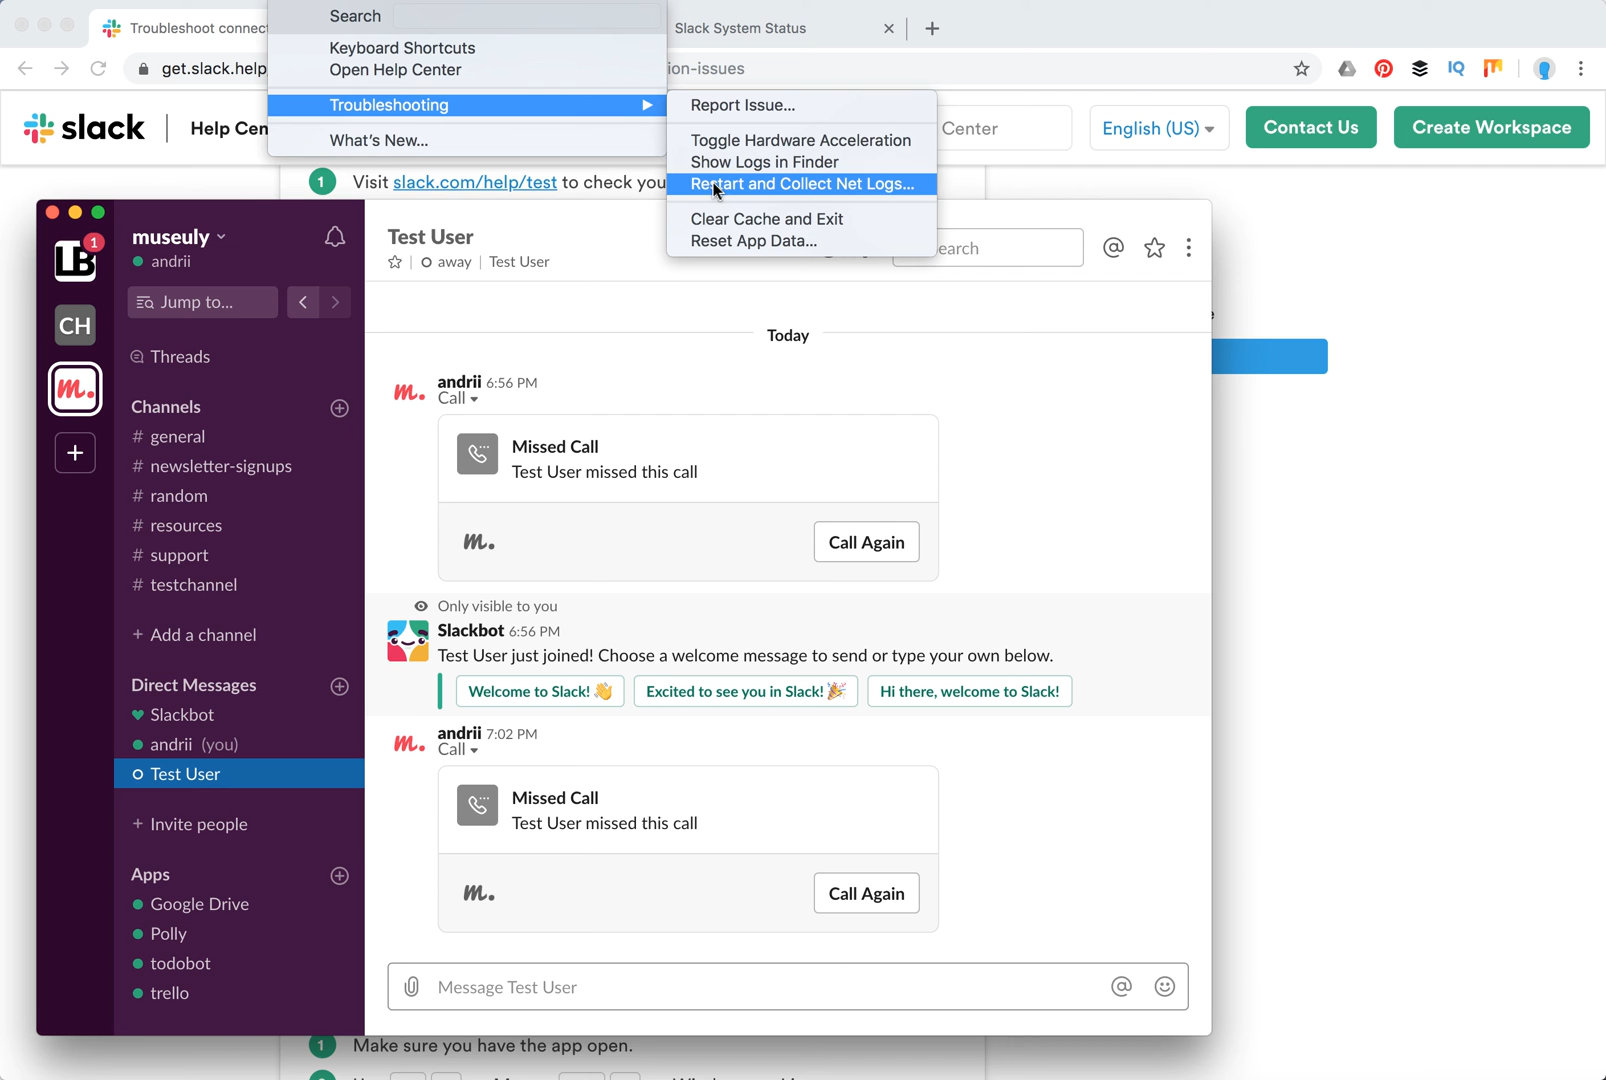 Troubleshoot connect
Slack System Status
get.slack.help
ion-issues
Search
Keyboard Shortcuts
Open Help Center
Troubleshooting
What's New...
Report Issue...
Toggle Hardware Acceleration
Show Logs in Finder
Restart and Collect Net Logs...
Clear Cache and Exit
Reset App Data...
IQ
slack
Help Cen
Center
English (US)
Contact Us
Create Workspace
1 Visit slack.com/help/test to check you
LB
1
CH
m.
+
museuly
andrii
Jump to...
Threads
Channels
# general
# newsletter-signups
# random
# resources
# support
# testchannel
+ Add a channel
Direct Messages
Slackbot
andrii (you)
Test User
+ Invite people
Apps
Google Drive
Polly
todobot
trello
Test User
away | Test User
earch
Today
m.
andrii 6:56 PM
Call
Missed Call
Test User missed this call
m.
Call Again
Only visible to you
Slackbot 6:56 PM
Test User just joined! Choose a welcome message to send or type your own below.
Welcome to Slack! 👋
Excited to see you in Slack! 🎉
Hi there, welcome to Slack!
m.
andrii 7:02 PM
Call
Missed Call
Test User missed this call
m.
Call Again
Message Test User
1 Make sure you have the app open.